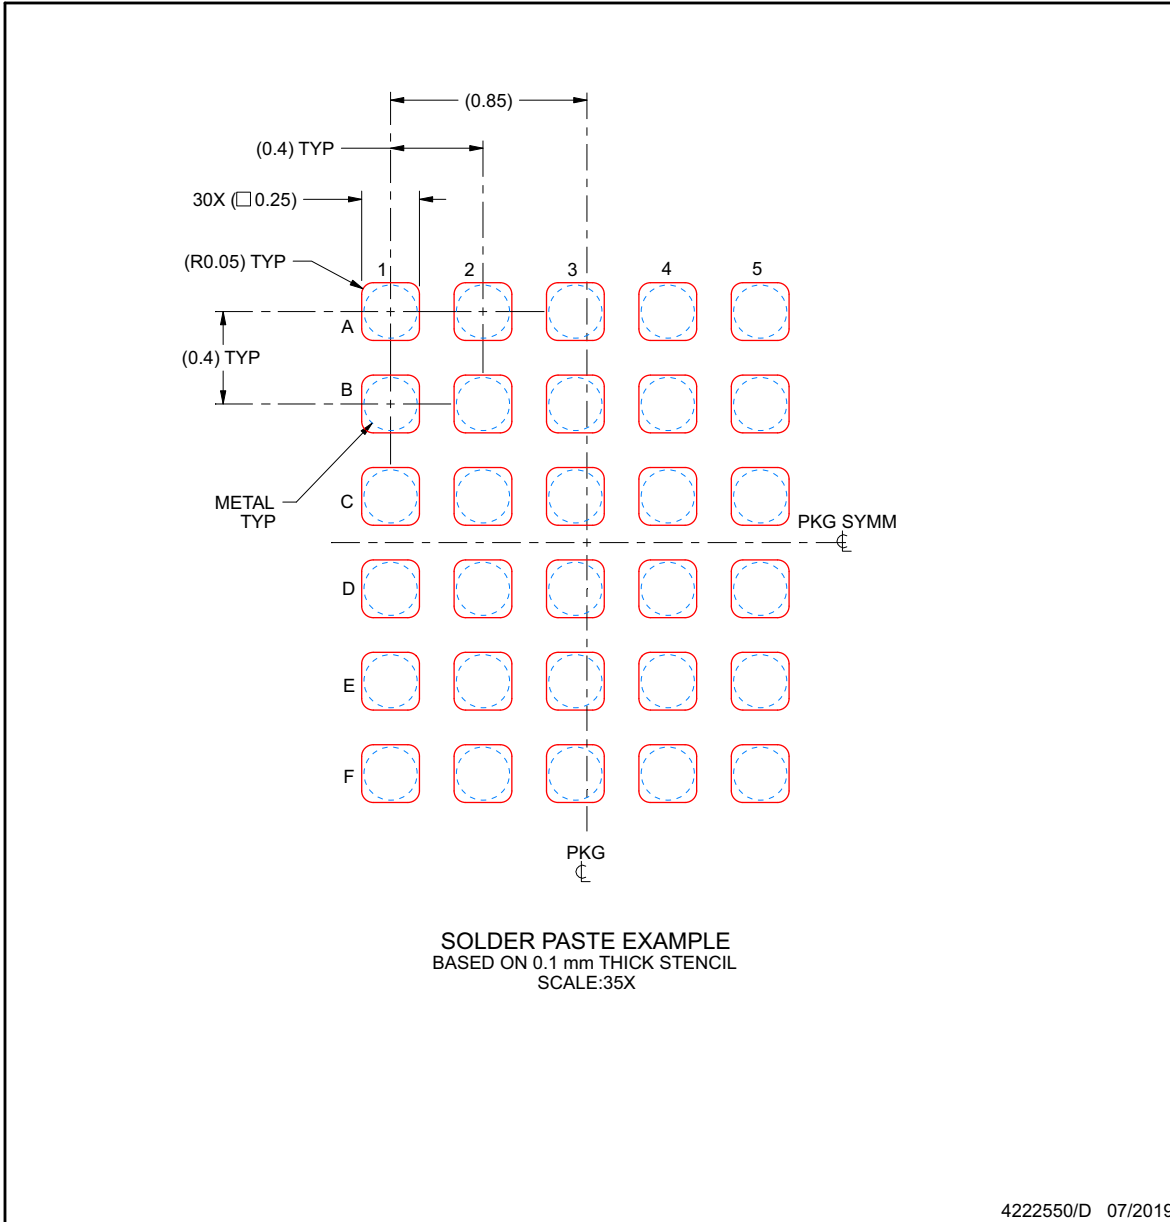 (0.85)
(0.4) TYP
30X (□ 0.25)
(R0.05) TYP
1 2 3 4 5
A
(0.4) TYP
B
METAL
TYP
C
PKG SYMM
℄
D
E
F
PKG
℄
SOLDER PASTE EXAMPLE
BASED ON 0.1 mm THICK STENCIL
SCALE:35X
4222550/D 07/2019